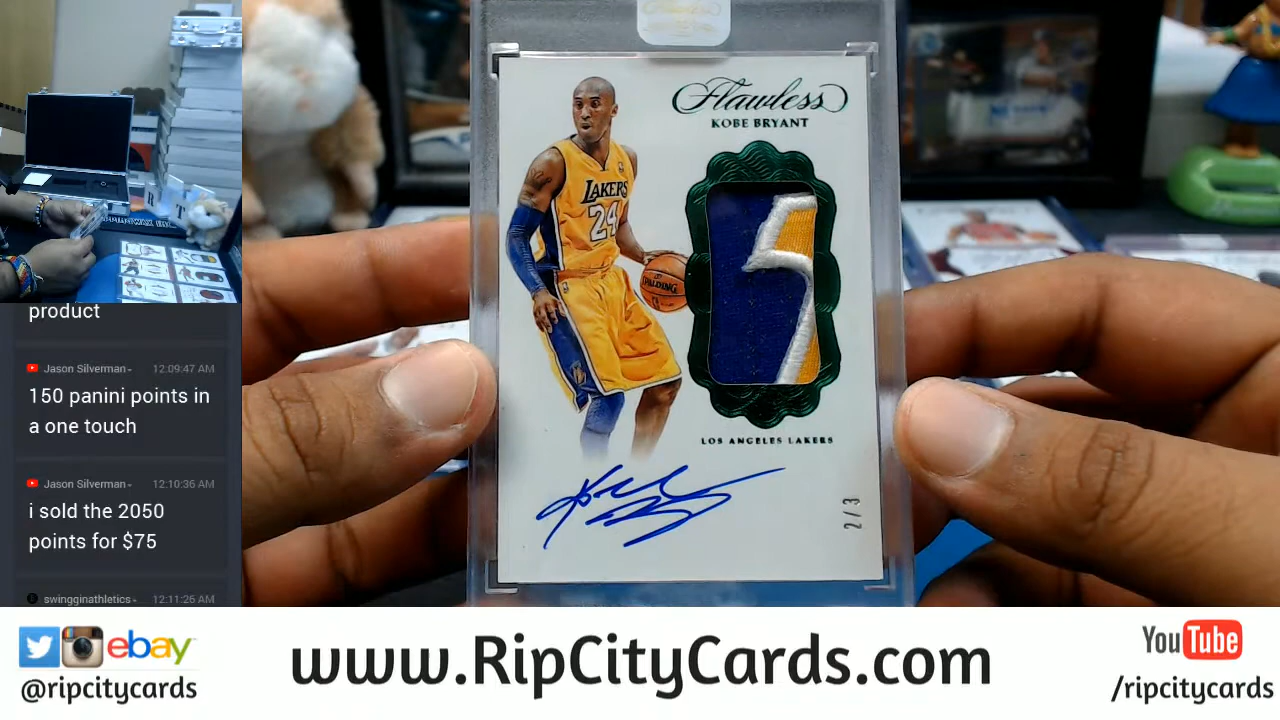 product
Jason Silverman
12:09:47 AM
150 panini points in
a one touch
Jason Silverman
12:10:36 AM
i sold the 2050
points for $75
swingginathletics
12:11:26 AM
Flawless
KOBE BRYANT
LAKERS
24
SPALDING
LOS ANGELES LAKERS
Kobe Bryant
2/3
ebay
@ripcitycards
www.RipCityCards.com
YouTube
/ripcitycards